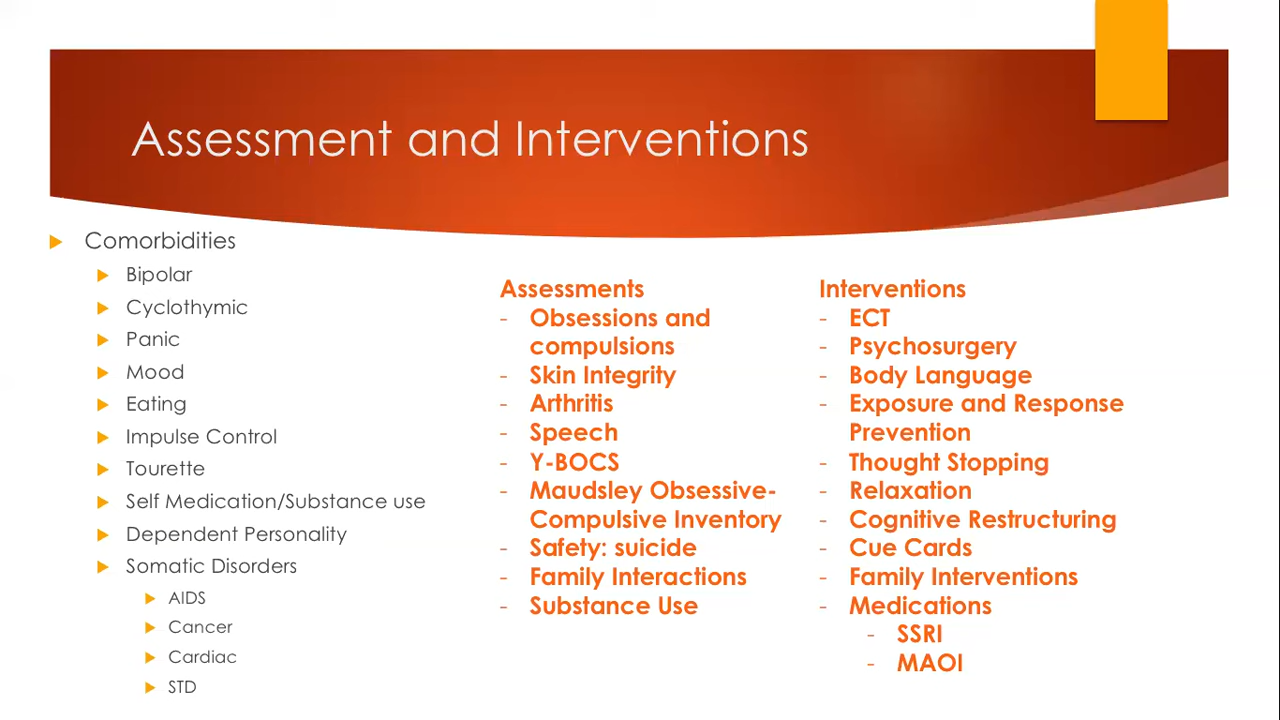 Assessment and Interventions
Comorbidities
Bipolar
Cyclothymic
Panic
Mood
Eating
Impulse Control
Tourette
Self Medication/Substance use
Dependent Personality
Somatic Disorders
AIDS
Cancer
Cardiac
STD
Assessments
- Obsessions and
compulsions
- Skin Integrity
- Arthritis
- Speech
- Y-BOCS
- Maudsley Obsessive-
Compulsive Inventory
- Safety: suicide
- Family Interactions
- Substance Use
Interventions
- ECT
- Psychosurgery
- Body Language
- Exposure and Response
Prevention
- Thought Stopping
- Relaxation
- Cognitive Restructuring
- Cue Cards
- Family Interventions
- Medications
- SSRI
- MAOI